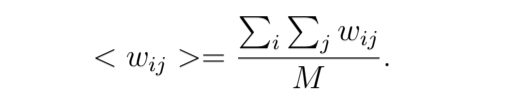 < w_{ij} >= \frac{\sum_i \sum_j w_{ij}}{M}.